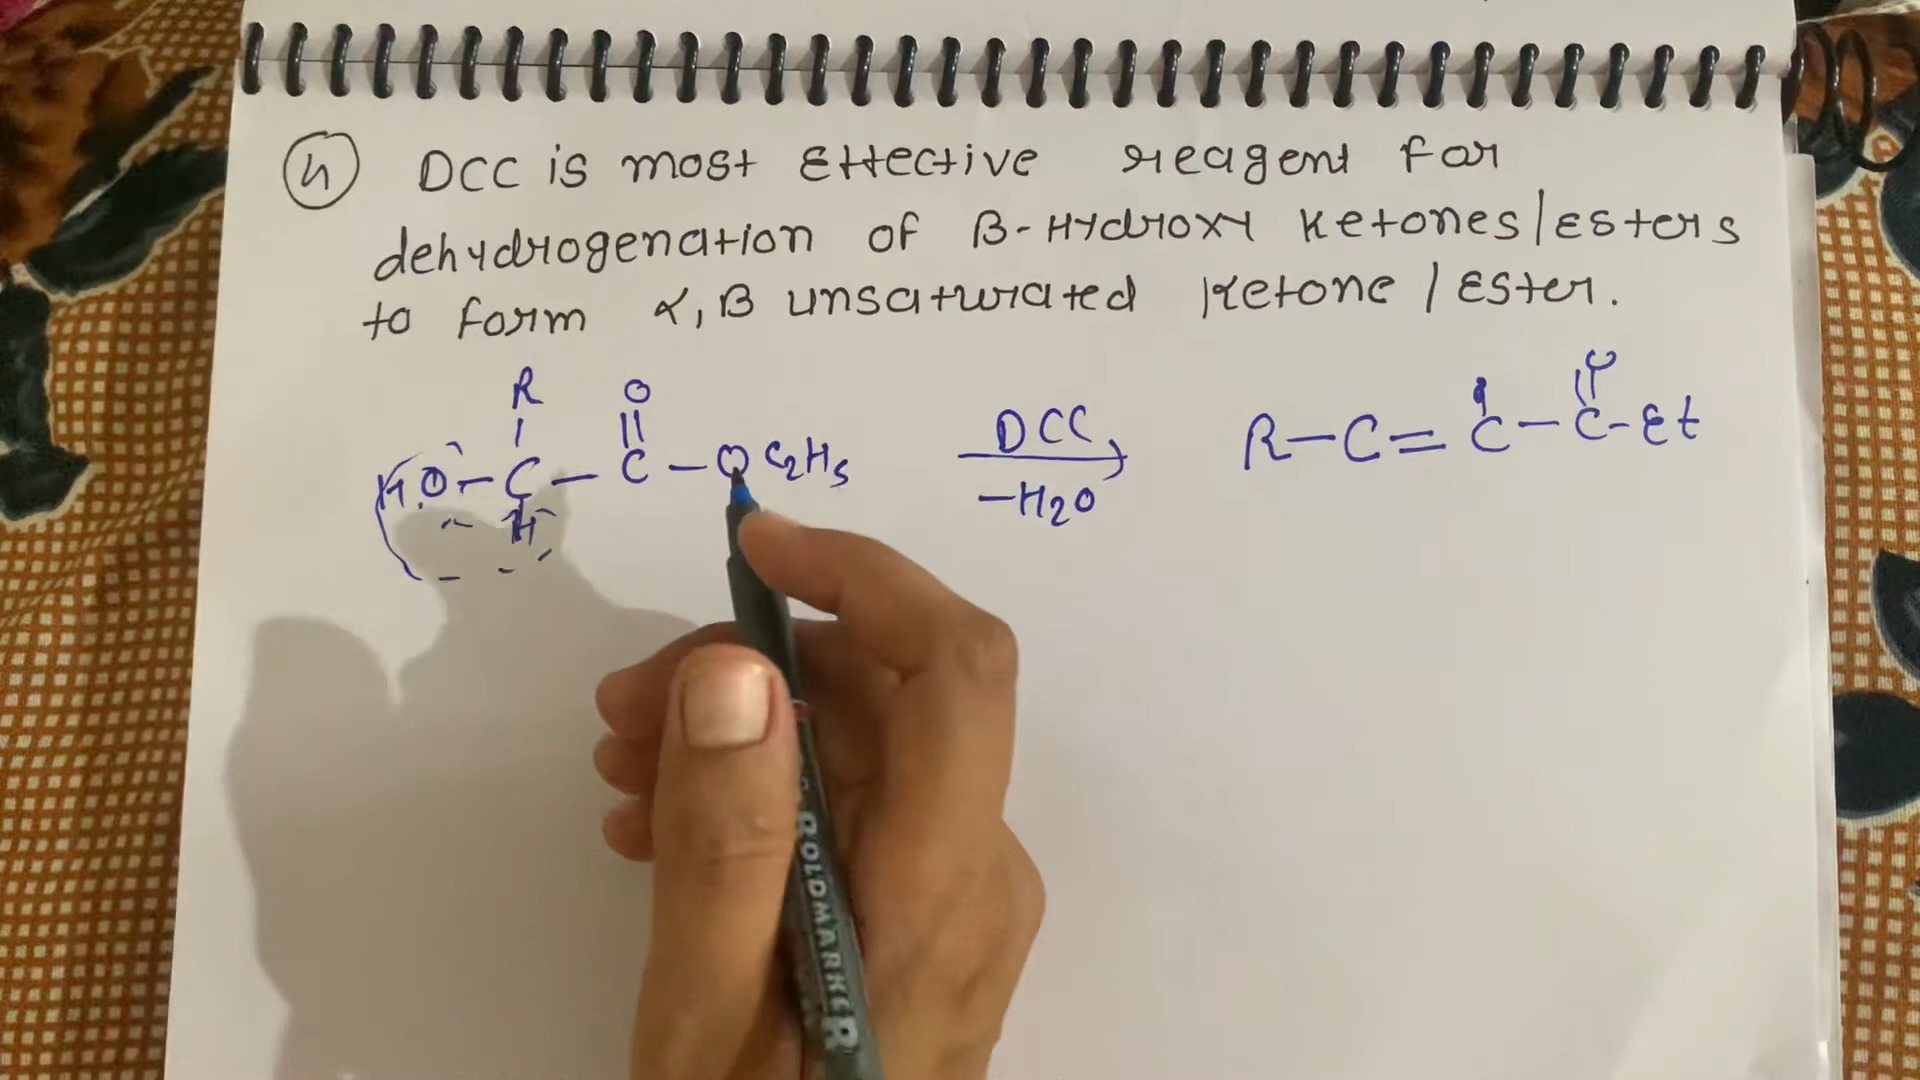 4 DCC is most Effective reagent for
dehydrogenation of β-Hydroxy Ketones/Esters
to form α,β unsaturated Ketone/Ester.
R O O
HO-C-C-OC2H5 DCC R-C=C-C-Et
H -H2O
GOLDMARKER